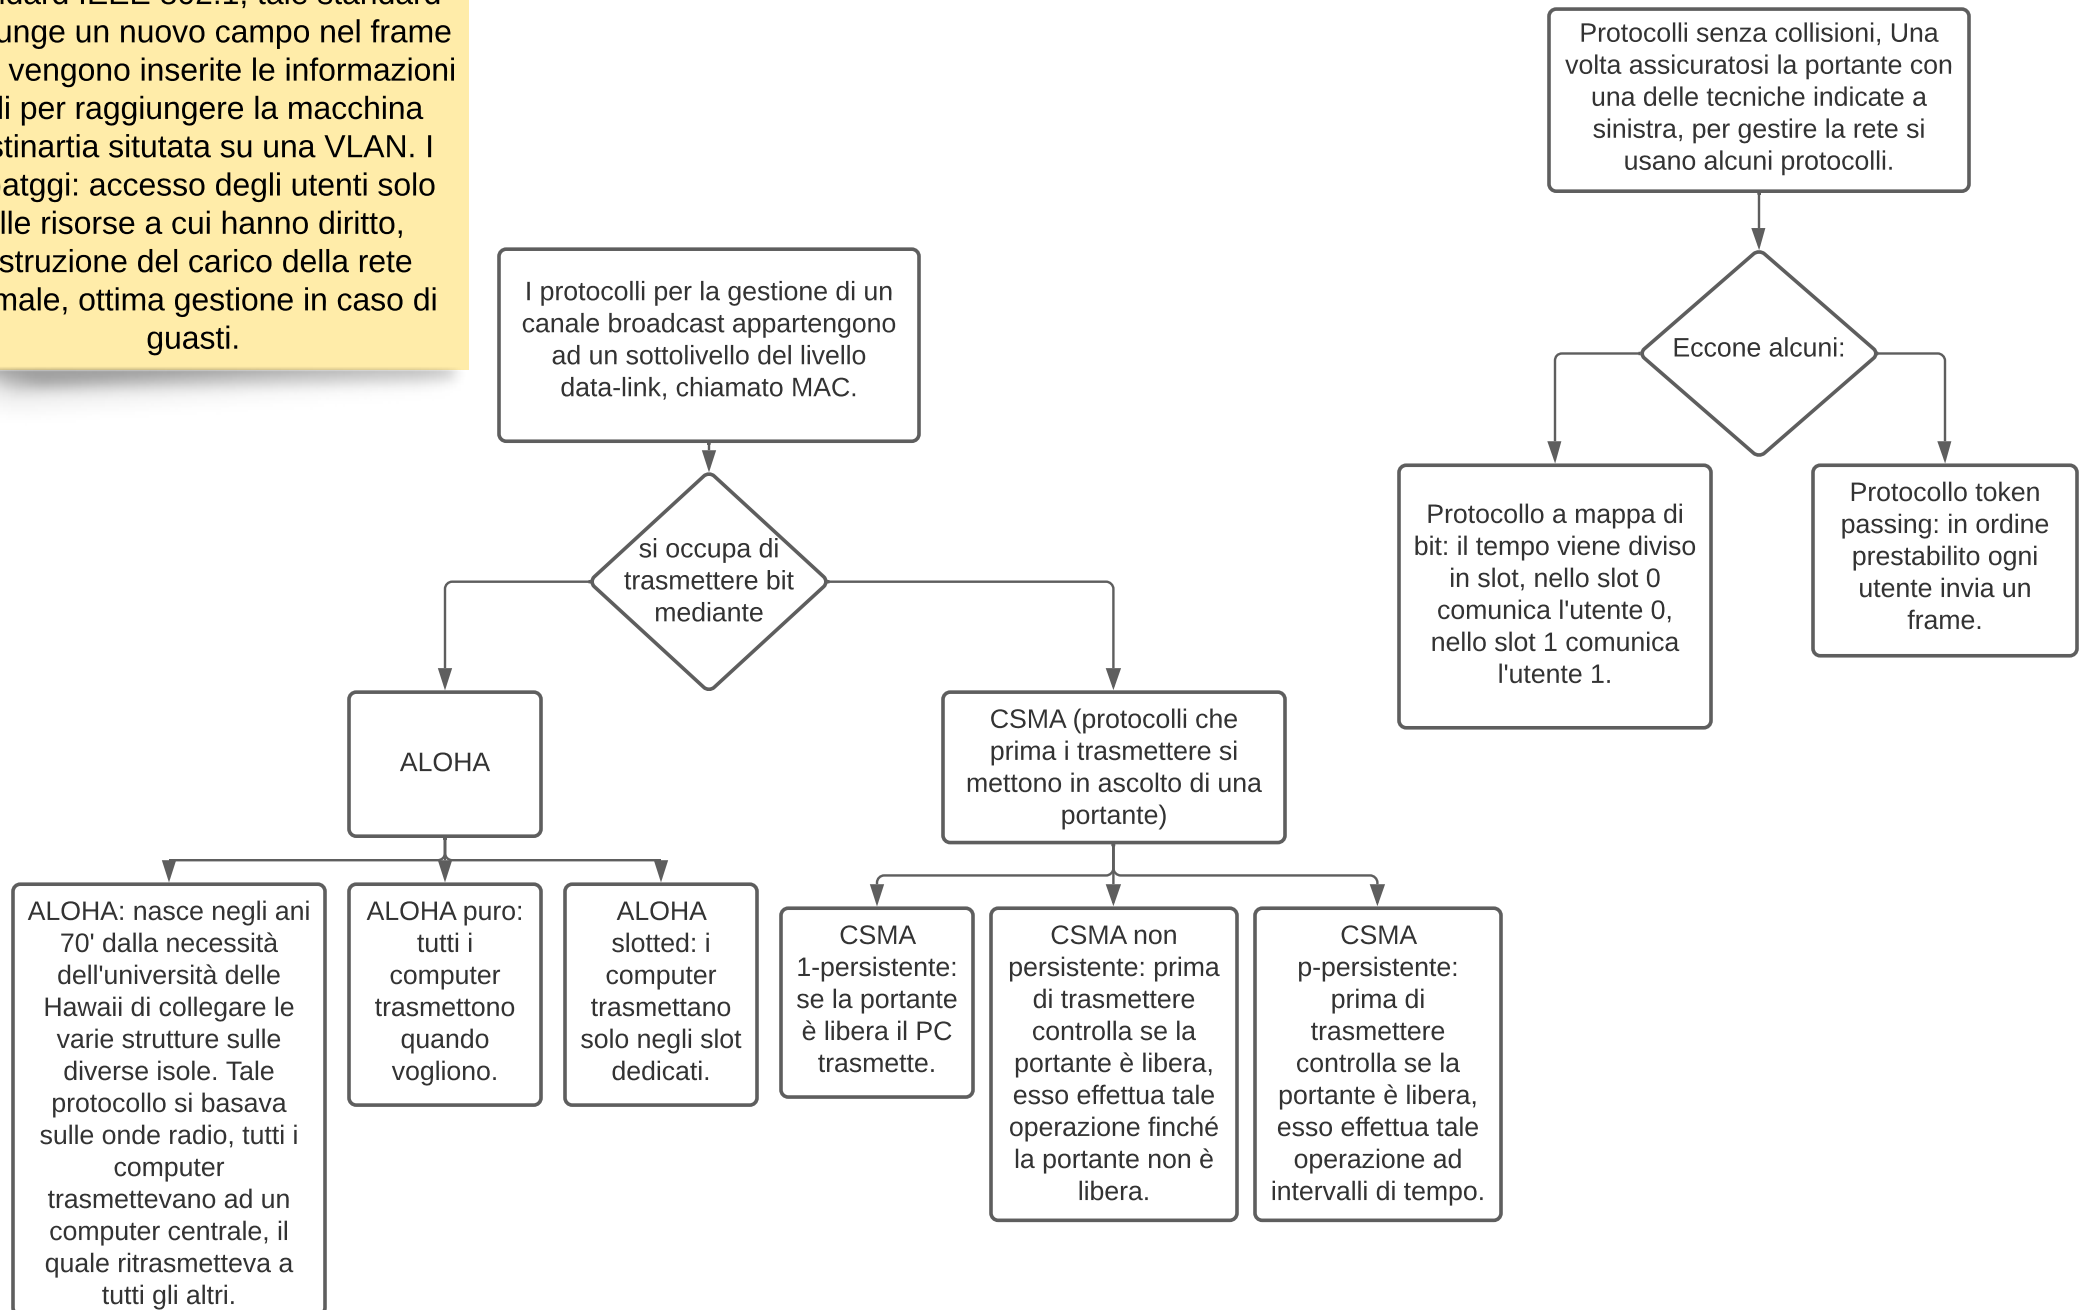 vengono inserite le informazioni
un nuovo campo nel frame
per raggiungere la macchina
situtata su una VLAN. I
accesso degli utenti solo
risorse a cui hanno diritto,
del carico della rete
ottima gestione in caso di
guasti.
I protocolli per la gestione di un
canale broadcast appartengono
ad un sottolivello del livello
data-link, chiamato MAC.
si occupa di
trasmettere bit
mediante
ALOHA
CSMA (protocolli che
prima i trasmettere si
mettono in ascolto di una
portante)
ALOHA: nasce negli ani
70' dalla necessità
dell'università delle
Hawaii di collegare le
varie strutture sulle
diverse isole. Tale
protocollo si basava
sulle onde radio, tutti i
computer
trasmettevano ad un
computer centrale, il
quale ritrasmetteva a
tutti gli altri.
ALOHA puro:
tutti i
computer
trasmettono
quando
vogliono.
ALOHA
slotted: i
computer
trasmettano
solo negli slot
dedicati.
CSMA
1-persistente:
se la portante
è libera il PC
trasmette.
CSMA non
persistente: prima
di trasmettere
controlla se la
portante è libera,
esso effettua tale
operazione finché
la portante non è
libera.
CSMA
p-persistente:
prima di
trasmettere
controlla se la
portante è libera,
esso effettua tale
operazione ad
intervalli di tempo.
Protocolli senza collisioni, Una
volta assicuratosi la portante con
una delle tecniche indicate a
sinistra, per gestire la rete si
usano alcuni protocolli.
Eccone alcuni:
Protocollo a mappa di
bit: il tempo viene diviso
in slot, nello slot 0
comunica l'utente 0,
nello slot 1 comunica
l'utente 1.
Protocollo token
passing: in ordine
prestabilito ogni
utente invia un
frame.